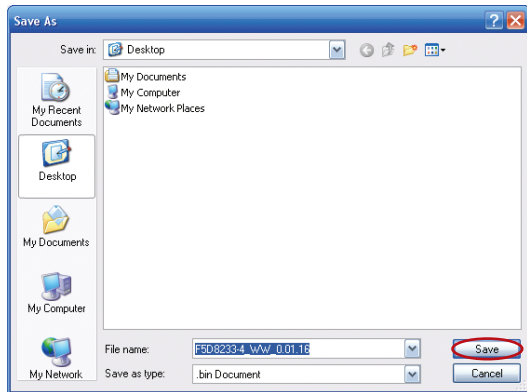 Save As
Save in:
Desktop
My Recent
Documents
Desktop
My Documents
My Computer
My Network
My Documents
My Computer
My Network Places
File name:
F5D8233-4_WW_0.01.16
Save
Save as type:
.bin Document
Cancel